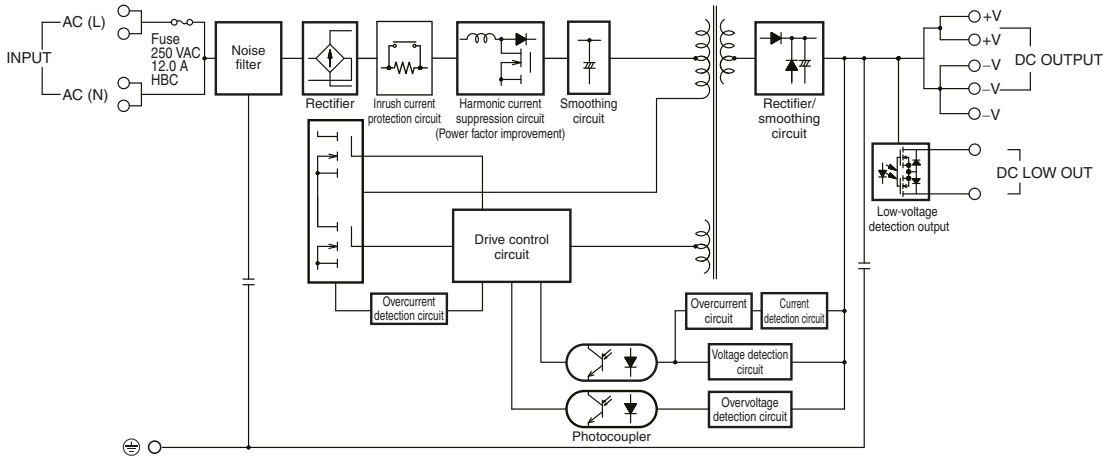 INPUT
AC (L)
AC (N)
Fuse
250 VAC
12.0 A
HBC
Noise
filter
Rectifier
Inrush current
protection circuit
Harmonic current
suppression circuit
(Power factor improvement)
Smoothing
circuit
Rectifier/
smoothing
circuit
+V
+V
−V
−V
−V
DC OUTPUT
DC LOW OUT
Low-voltage
detection output
Drive control
circuit
Overcurrent
detection circuit
Overcurrent
circuit
Current
detection circuit
Voltage detection
circuit
Overvoltage
detection circuit
Photocoupler